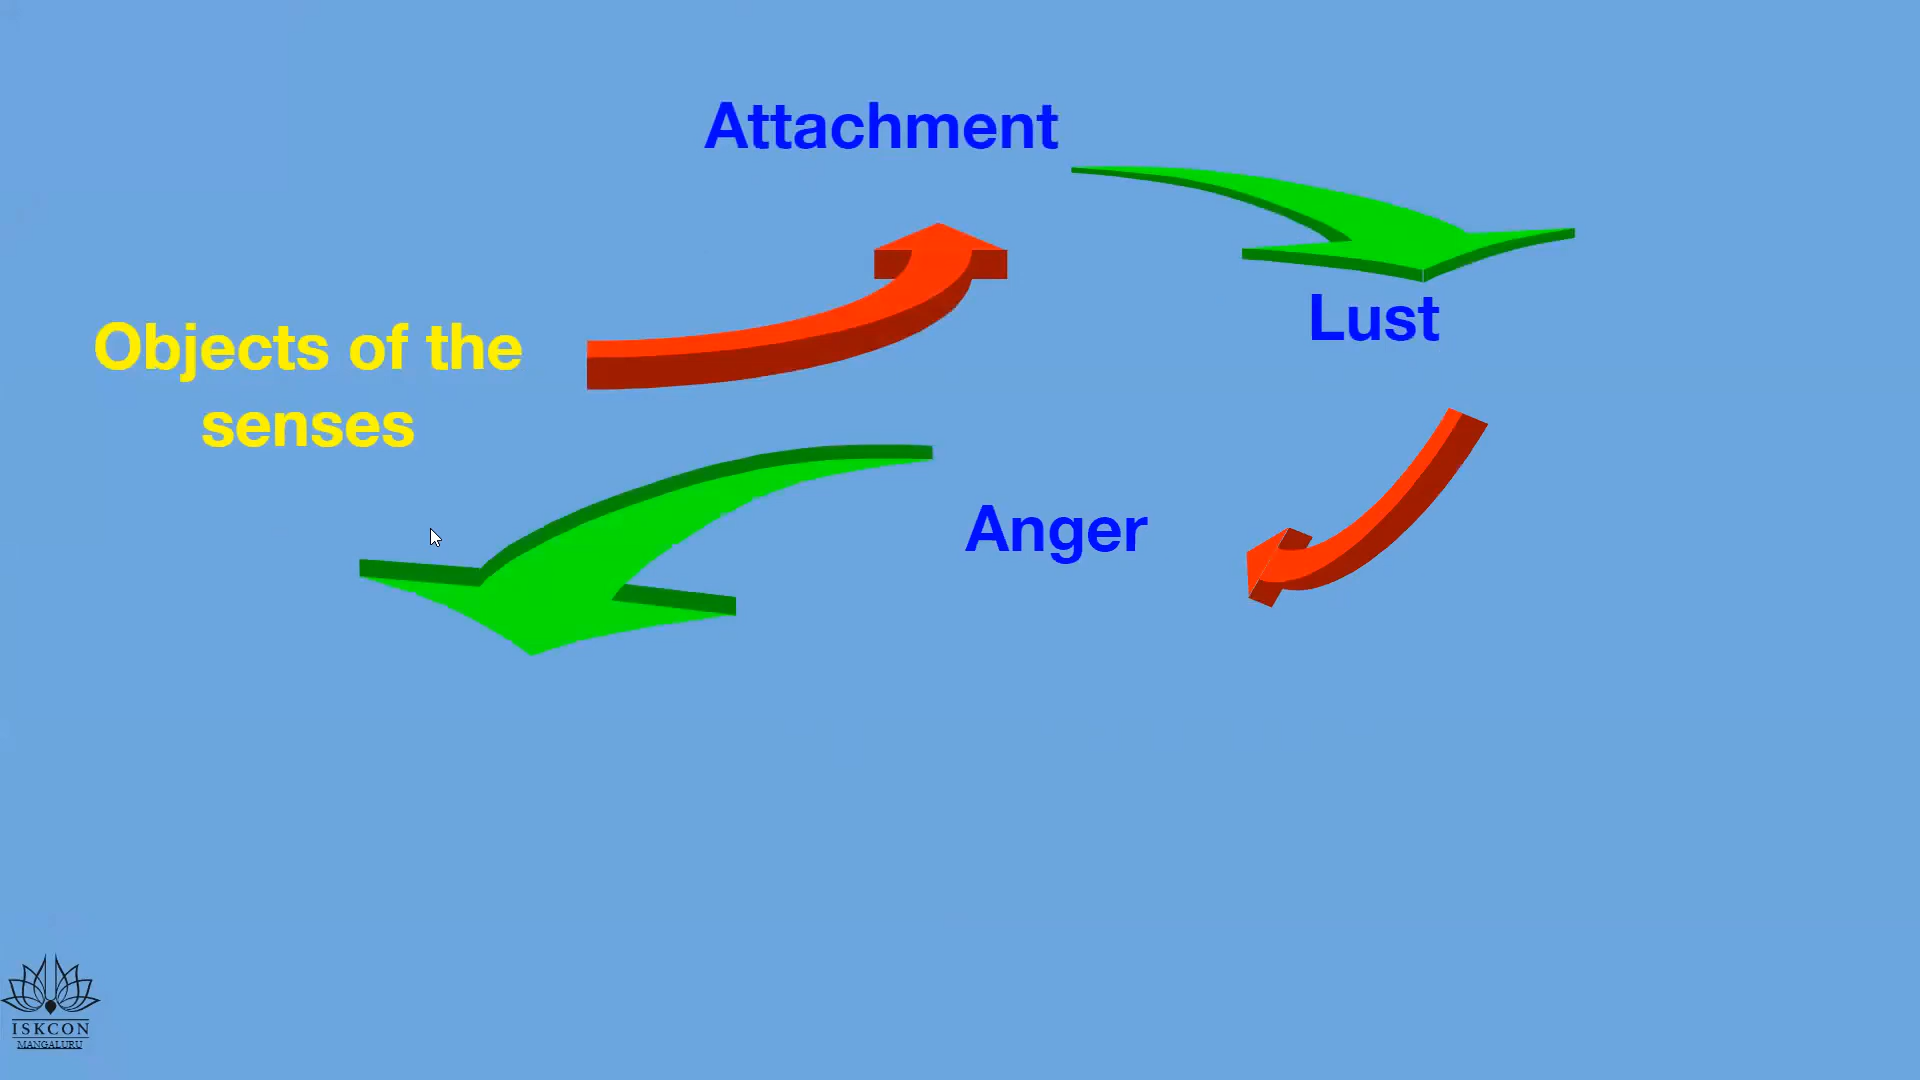 Attachment
Objects of the
senses
Lust
Anger
ISKCON
MANGALURU